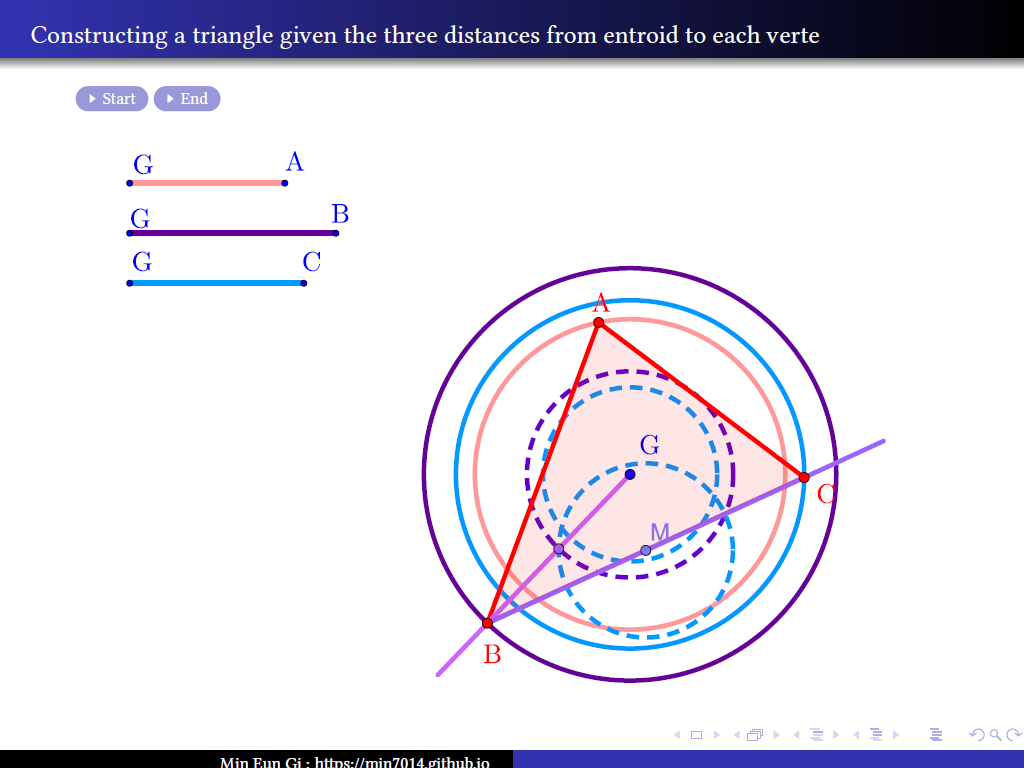 Constructing a triangle given the three distances from entroid to each verte
Start End
G A
G B
G C
A
G
C
M
B
Min Eun Gi : https://min7014.github.io